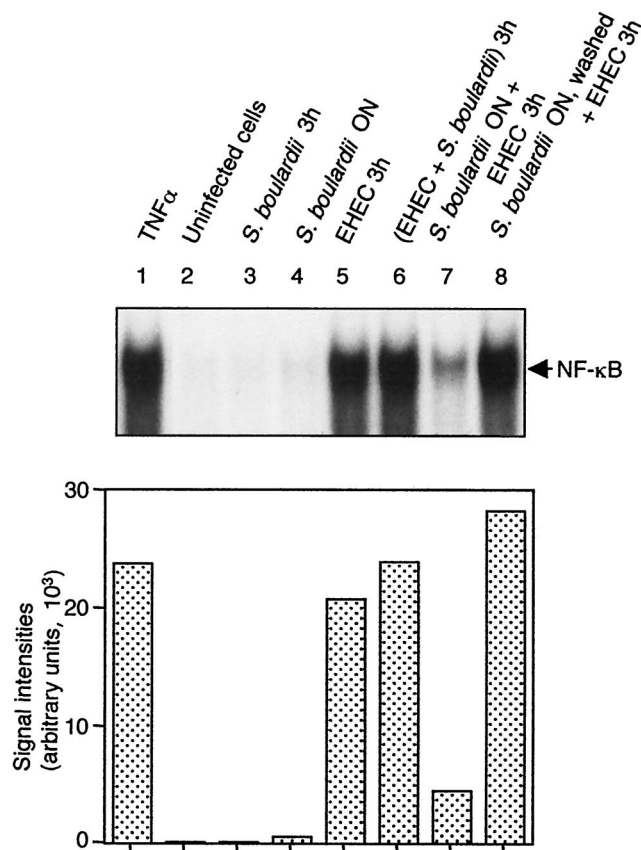 TNFα
Uninfected cells
S. boulardii 3h
S. boulardii ON
EHEC 3h
(EHEC + S. boulardii) 3h
S. boulardii ON +
EHEC 3h
S. boulardii ON, washed
+ EHEC 3h
1 2 3 4 5 6 7 8
NF-κB
30
20
10
0
Signal intensities
(arbitrary units, 10³)